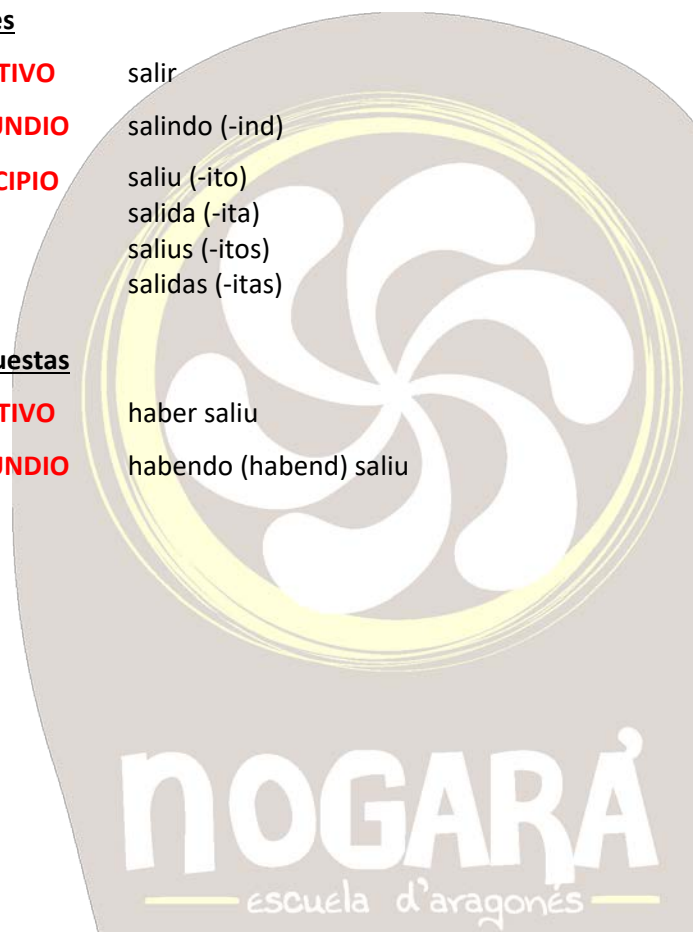 es
TIVO salir
UNDIO salindo (-ind)
CIPIO saliu (-ito)
salida (-ita)
salius (-itos)
salidas (-itas)
uestas
TIVO haber saliu
UNDIO habendo (habend) saliu
NOGARÁ
escuela d'aragonés